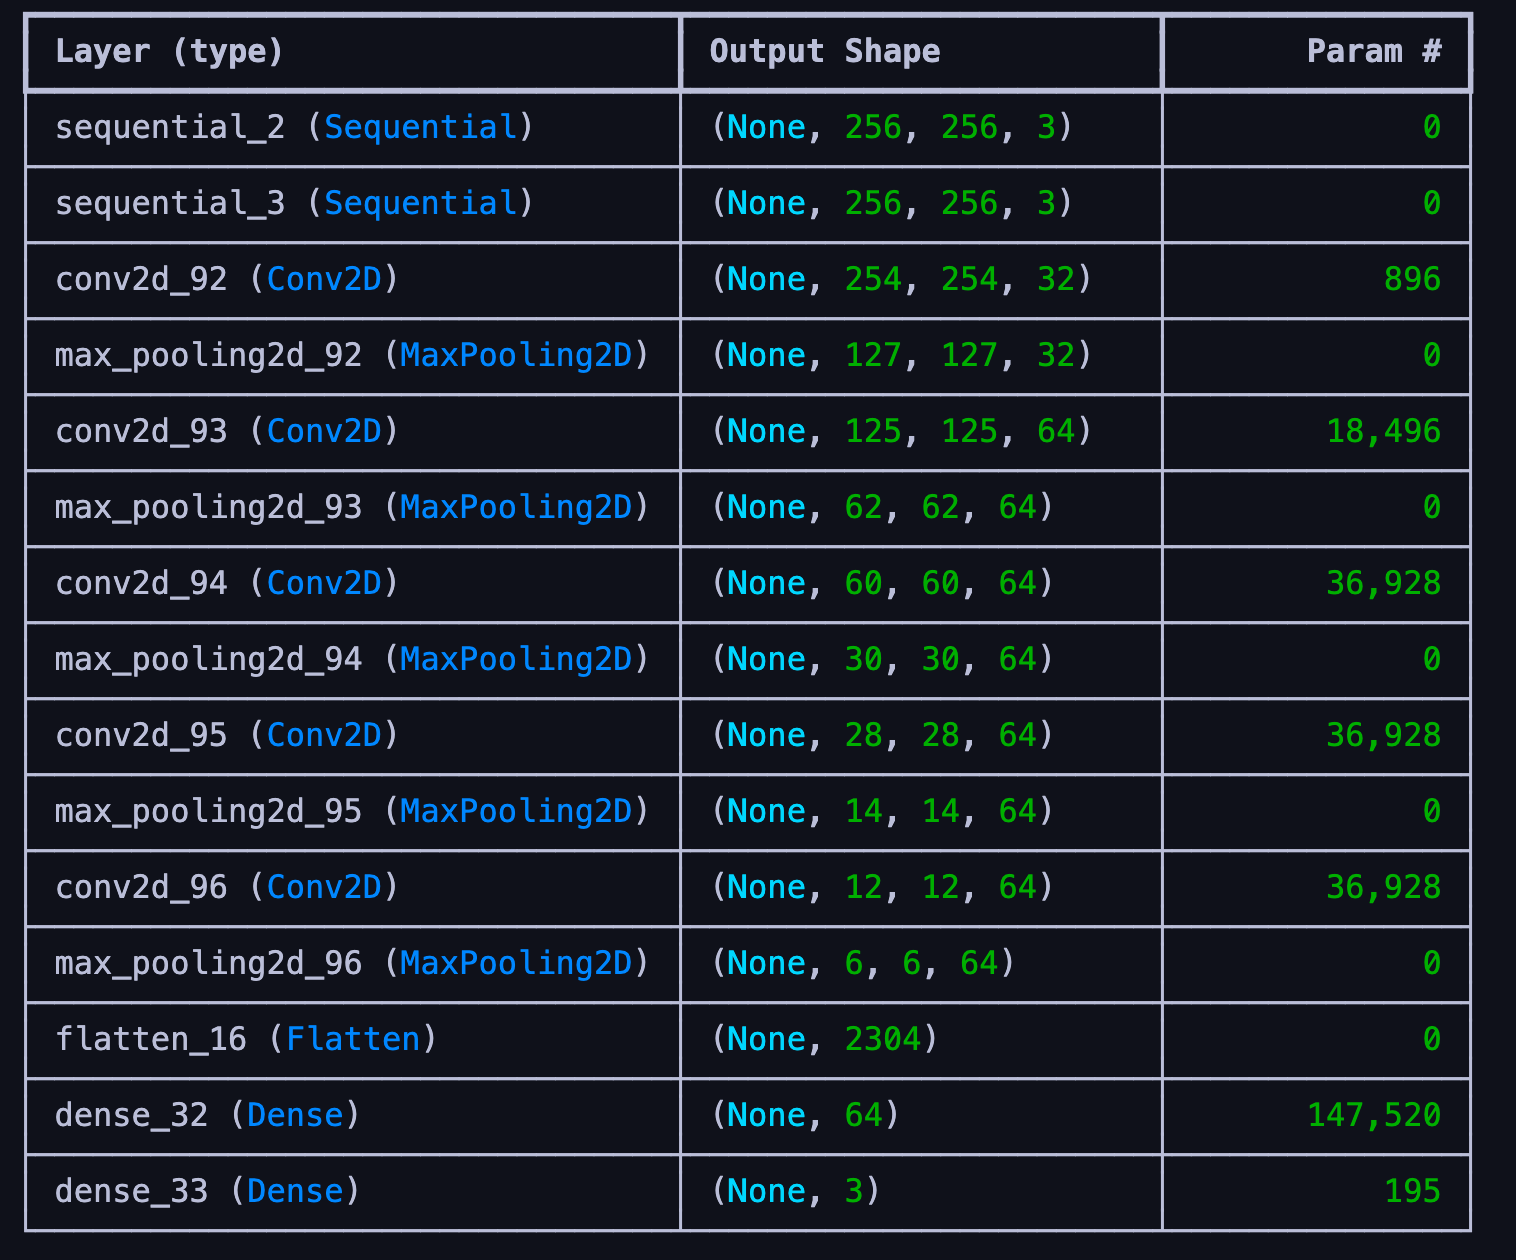 Layer (type) Output Shape Param #
sequential_2 (Sequential) (None, 256, 256, 3) 0
sequential_3 (Sequential) (None, 256, 256, 3) 0
conv2d_92 (Conv2D) (None, 254, 254, 32) 896
max_pooling2d_92 (MaxPooling2D) (None, 127, 127, 32) 0
conv2d_93 (Conv2D) (None, 125, 125, 64) 18,496
max_pooling2d_93 (MaxPooling2D) (None, 62, 62, 64) 0
conv2d_94 (Conv2D) (None, 60, 60, 64) 36,928
max_pooling2d_94 (MaxPooling2D) (None, 30, 30, 64) 0
conv2d_95 (Conv2D) (None, 28, 28, 64) 36,928
max_pooling2d_95 (MaxPooling2D) (None, 14, 14, 64) 0
conv2d_96 (Conv2D) (None, 12, 12, 64) 36,928
max_pooling2d_96 (MaxPooling2D) (None, 6, 6, 64) 0
flatten_16 (Flatten) (None, 2304) 0
dense_32 (Dense) (None, 64) 147,520
dense_33 (Dense) (None, 3) 195